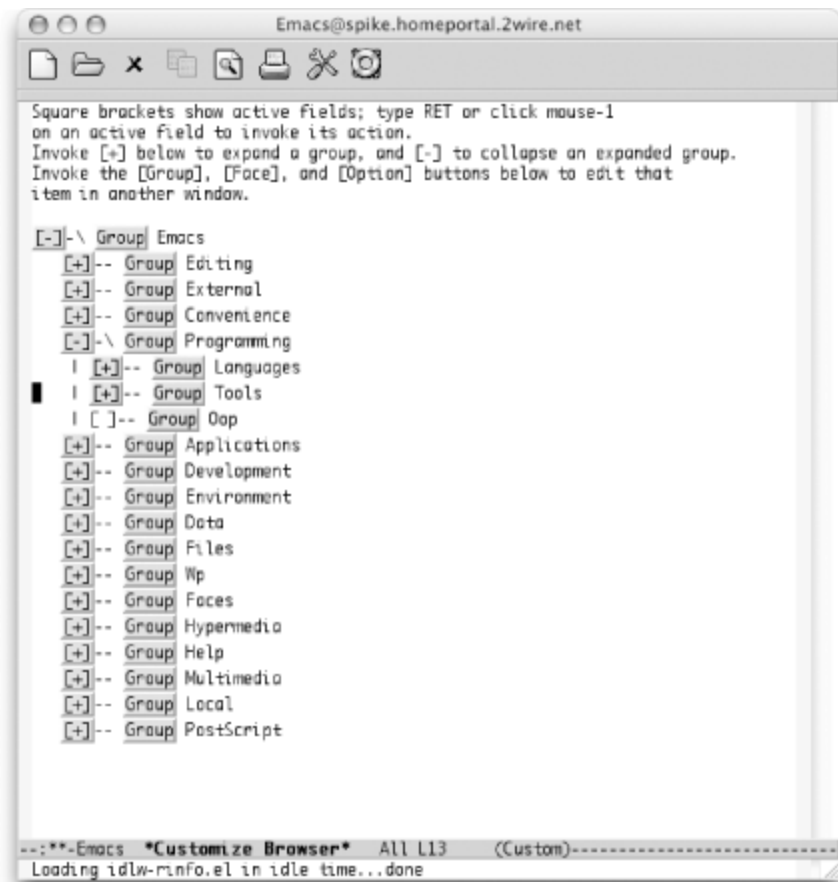 Emacs@spike.homeportal.2wire.net
Square brackets show active fields; type RET or click mouse-1
on an active field to invoke its action.
Invoke [+] below to expand a group, and [-] to collapse an expanded group.
Invoke the [Group], [Face], and [Option] buttons below to edit that
item in another window.
[-]-\ Group Emacs
[+]-- Group Editing
[+]-- Group External
[+]-- Group Convenience
[-]-\ Group Programming
| [+]-- Group Languages
| [+]-- Group Tools
| [ ]-- Group Oop
[+]-- Group Applications
[+]-- Group Development
[+]-- Group Environment
[+]-- Group Data
[+]-- Group Files
[+]-- Group Wp
[+]-- Group Faces
[+]-- Group Hypermedia
[+]-- Group Help
[+]-- Group Multimedia
[+]-- Group Local
[+]-- Group PostScript
--:**-Emacs *Customize Browser* All L13 (Custom)----------------------------
Loading idlw-rinfo.el in idle time...done